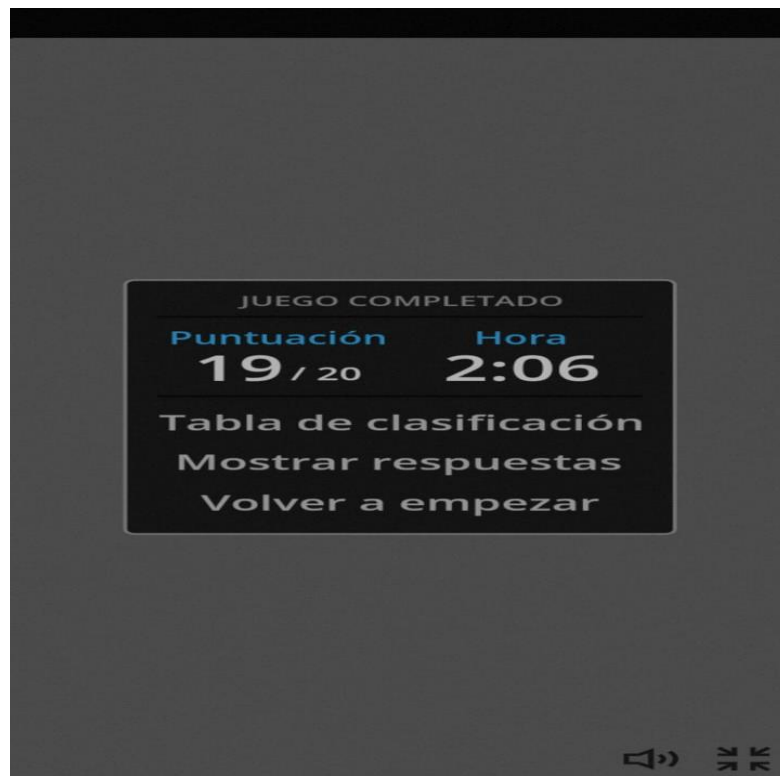 JUEGO COMPLETADO
Puntuación Hora
19 / 20 2:06
Tabla de clasificación
Mostrar respuestas
Volver a empezar